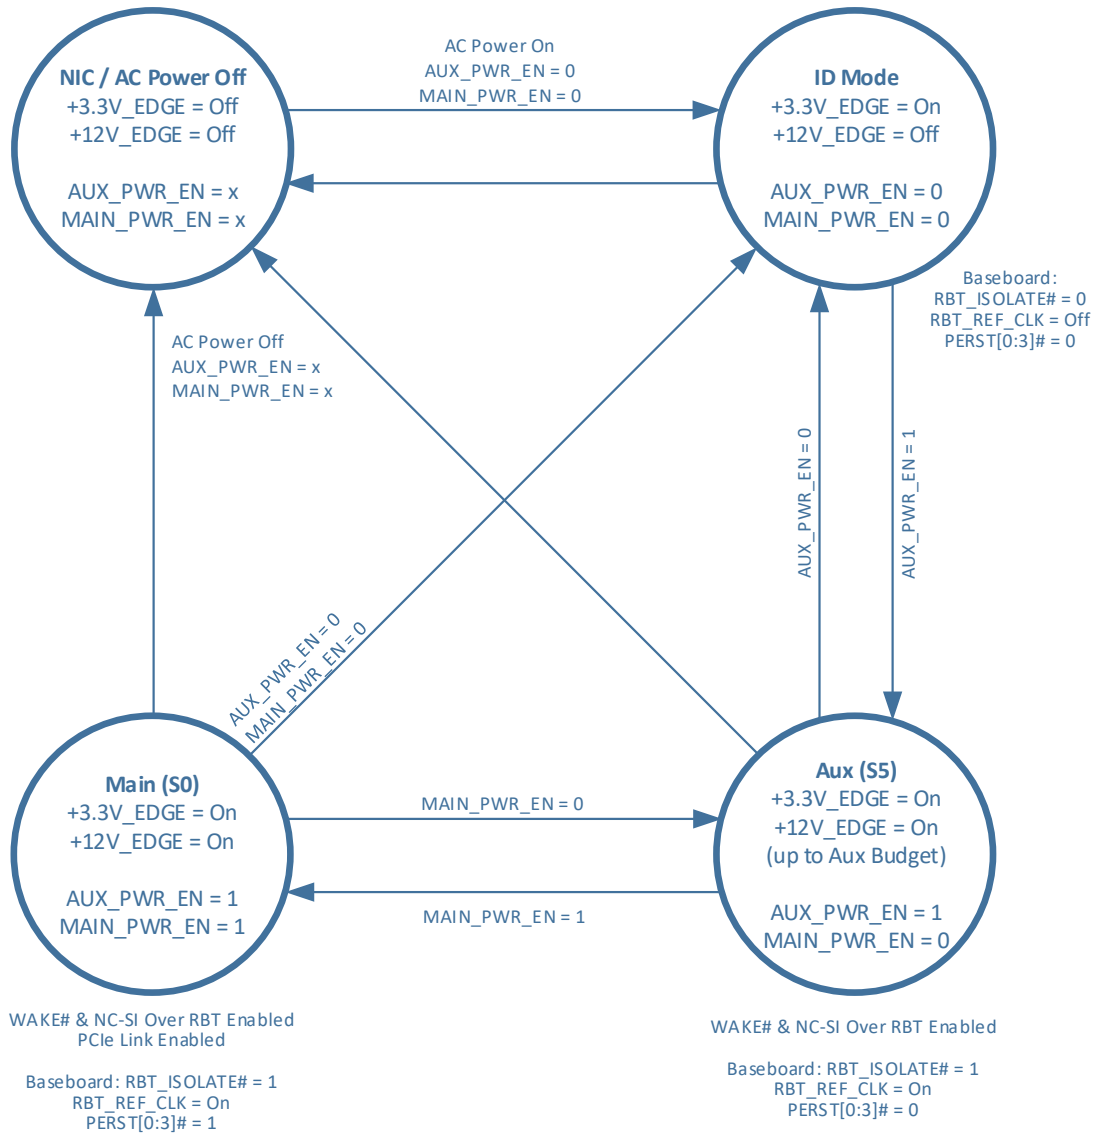 NIC / AC Power Off
+3.3V_EDGE = Off
+12V_EDGE = Off
AUX_PWR_EN = x
MAIN_PWR_EN = x
AC Power On
AUX_PWR_EN = 0
MAIN_PWR_EN = 0
ID Mode
+3.3V_EDGE = On
+12V_EDGE = Off
AUX_PWR_EN = 0
MAIN_PWR_EN = 0
Baseboard:
RBT_ISOLATE# = 0
RBT_REF_CLK = Off
PERST[0:3]# = 0
AC Power Off
AUX_PWR_EN = x
MAIN_PWR_EN = x
AUX_PWR_EN = 0
AUX_PWR_EN = 1
AUX_PWR_EN = 0
MAIN_PWR_EN = 0
Main (S0)
+3.3V_EDGE = On
+12V_EDGE = On
AUX_PWR_EN = 1
MAIN_PWR_EN = 1
MAIN_PWR_EN = 0
MAIN_PWR_EN = 1
Aux (S5)
+3.3V_EDGE = On
+12V_EDGE = On
(up to Aux Budget)
AUX_PWR_EN = 1
MAIN_PWR_EN = 0
WAKE# & NC-SI Over RBT Enabled
PCIe Link Enabled
Baseboard: RBT_ISOLATE# = 1
RBT_REF_CLK = On
PERST[0:3]# = 1
WAKE# & NC-SI Over RBT Enabled
Baseboard: RBT_ISOLATE# = 1
RBT_REF_CLK = On
PERST[0:3]# = 0